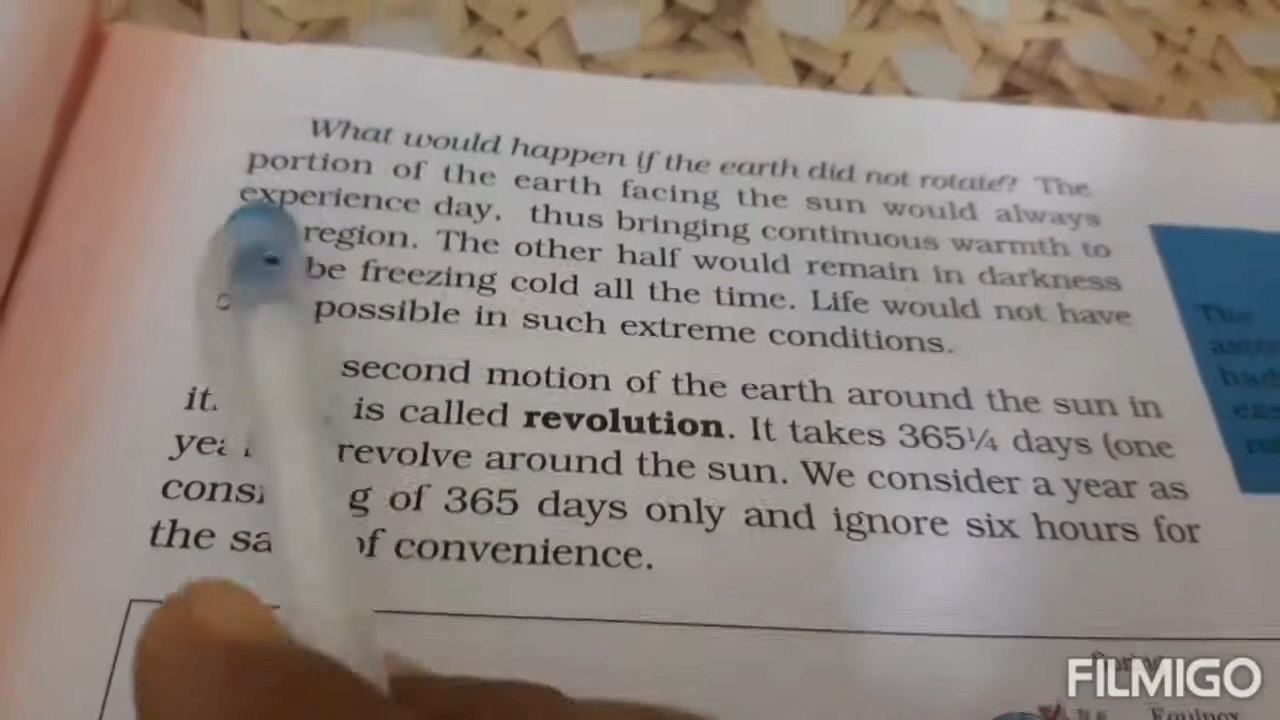 What would happen if the earth did not rotate? The
portion of the earth facing the sun would always
experience day, thus bringing continuous warmth to
region. The other half would remain in darkness
be freezing cold all the time. Life would not have
possible in such extreme conditions.
second motion of the earth around the sun in
it. is called revolution. It takes 365¼ days (one
revolve around the sun. We consider a year as
of 365 days only and ignore six hours for
the of convenience.
The
Equinox
FILMIGO